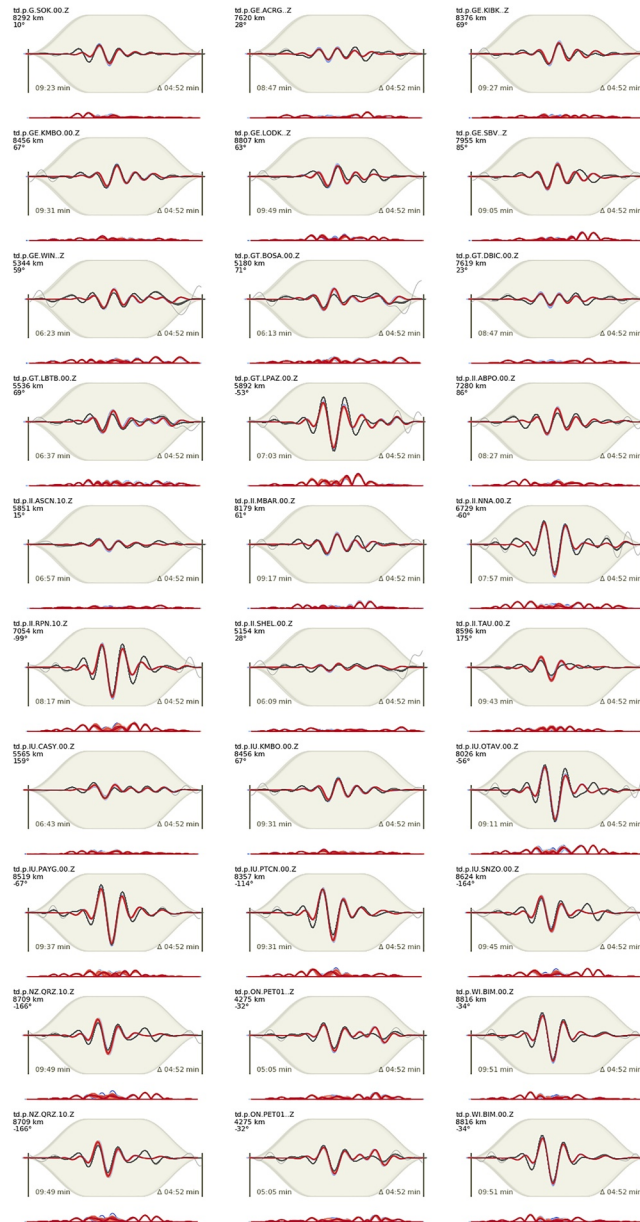 td.p.G.SOK.00.Z
8292 km
10°
09:23 min
Δ 04:52 min
td.p.GE.ACRG..Z
7620 km
28°
08:47 min
Δ 04:52 min
td.p.GE.KIBK..Z
8376 km
69°
09:27 min
Δ 04:52 min
td.p.GE.KMBO.00.Z
8456 km
67°
09:31 min
Δ 04:52 min
td.p.GE.LODK..Z
8807 km
63°
09:49 min
Δ 04:52 min
td.p.GE.SBV..Z
7955 km
85°
09:05 min
Δ 04:52 min
td.p.GE.WIN..Z
5344 km
59°
06:23 min
Δ 04:52 min
td.p.GT.BOSA.00.Z
5180 km
71°
06:13 min
Δ 04:52 min
td.p.GT.DBIC.00.Z
7619 km
23°
08:47 min
Δ 04:52 min
td.p.GT.LBTB.00.Z
5536 km
69°
06:37 min
Δ 04:52 min
td.p.GT.LPAZ.00.Z
5892 km
-53°
07:03 min
Δ 04:52 min
td.p.II.ABPO.00.Z
7280 km
86°
08:27 min
Δ 04:52 min
td.p.II.ASCN.10.Z
5851 km
15°
06:57 min
Δ 04:52 min
td.p.II.MBAR.00.Z
8179 km
61°
09:17 min
Δ 04:52 min
td.p.II.NNA.00.Z
6729 km
-60°
07:57 min
Δ 04:52 min
td.p.II.RPN.10.Z
7054 km
-99°
08:17 min
Δ 04:52 min
td.p.II.SHEL.00.Z
5154 km
28°
06:09 min
Δ 04:52 min
td.p.II.TAU.00.Z
8596 km
175°
09:43 min
Δ 04:52 min
td.p.IU.CASY.00.Z
5565 km
159°
06:43 min
Δ 04:52 min
td.p.IU.KMBO.00.Z
8456 km
67°
09:31 min
Δ 04:52 min
td.p.IU.OTAV.00.Z
8026 km
-56°
09:11 min
Δ 04:52 min
td.p.IU.PAYG.00.Z
8519 km
-67°
09:37 min
Δ 04:52 min
td.p.IU.PTCN.00.Z
8357 km
-114°
09:31 min
Δ 04:52 min
td.p.IU.SNZO.00.Z
8624 km
-164°
09:45 min
Δ 04:52 min
td.p.NZ.QRZ.10.Z
8709 km
-166°
09:49 min
Δ 04:52 min
td.p.ON.PET01..Z
4275 km
-32°
05:05 min
Δ 04:52 min
td.p.WI.BIM.00.Z
8816 km
-34°
09:51 min
Δ 04:52 min
td.p.NZ.QRZ.10.Z
8709 km
-166°
09:49 min
Δ 04:52 min
td.p.ON.PET01..Z
4275 km
-32°
05:05 min
Δ 04:52 min
td.p.WI.BIM.00.Z
8816 km
-34°
09:51 min
Δ 04:52 min